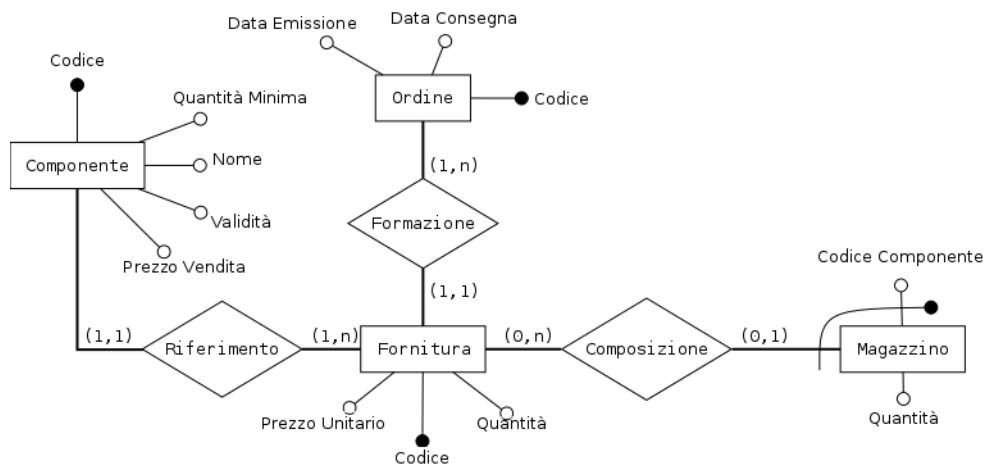 Data Emissione
Data Consegna
Codice
Quantità Minima
Ordine
Codice
Componente
Nome
(1,n)
Validità
Formazione
Prezzo Vendita
Codice Componente
(1,1)
(1,1)
Riferimento
(1,n)
Fornitura
(0,n)
Composizione
(0,1)
Magazzino
Prezzo Unitario
Quantità
Quantità
Codice